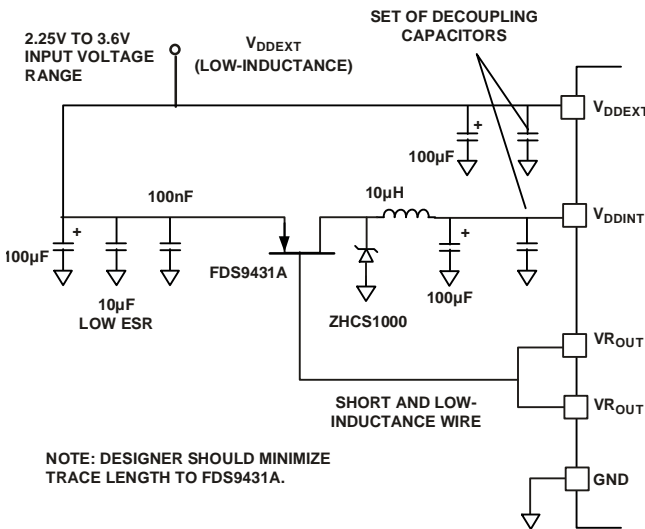 2.25V TO 3.6V
INPUT VOLTAGE
RANGE
VDDEXT
(LOW-INDUCTANCE)
SET OF DECOUPLING
CAPACITORS
VDDEXT
+
100µF
100nF
10µH
VDDINT
+
100µF
10µF
LOW ESR
FDS9431A
+
100µF
ZHCS1000
VROUT
SHORT AND LOW-
INDUCTANCE WIRE
VROUT
NOTE: DESIGNER SHOULD MINIMIZE
TRACE LENGTH TO FDS9431A.
GND